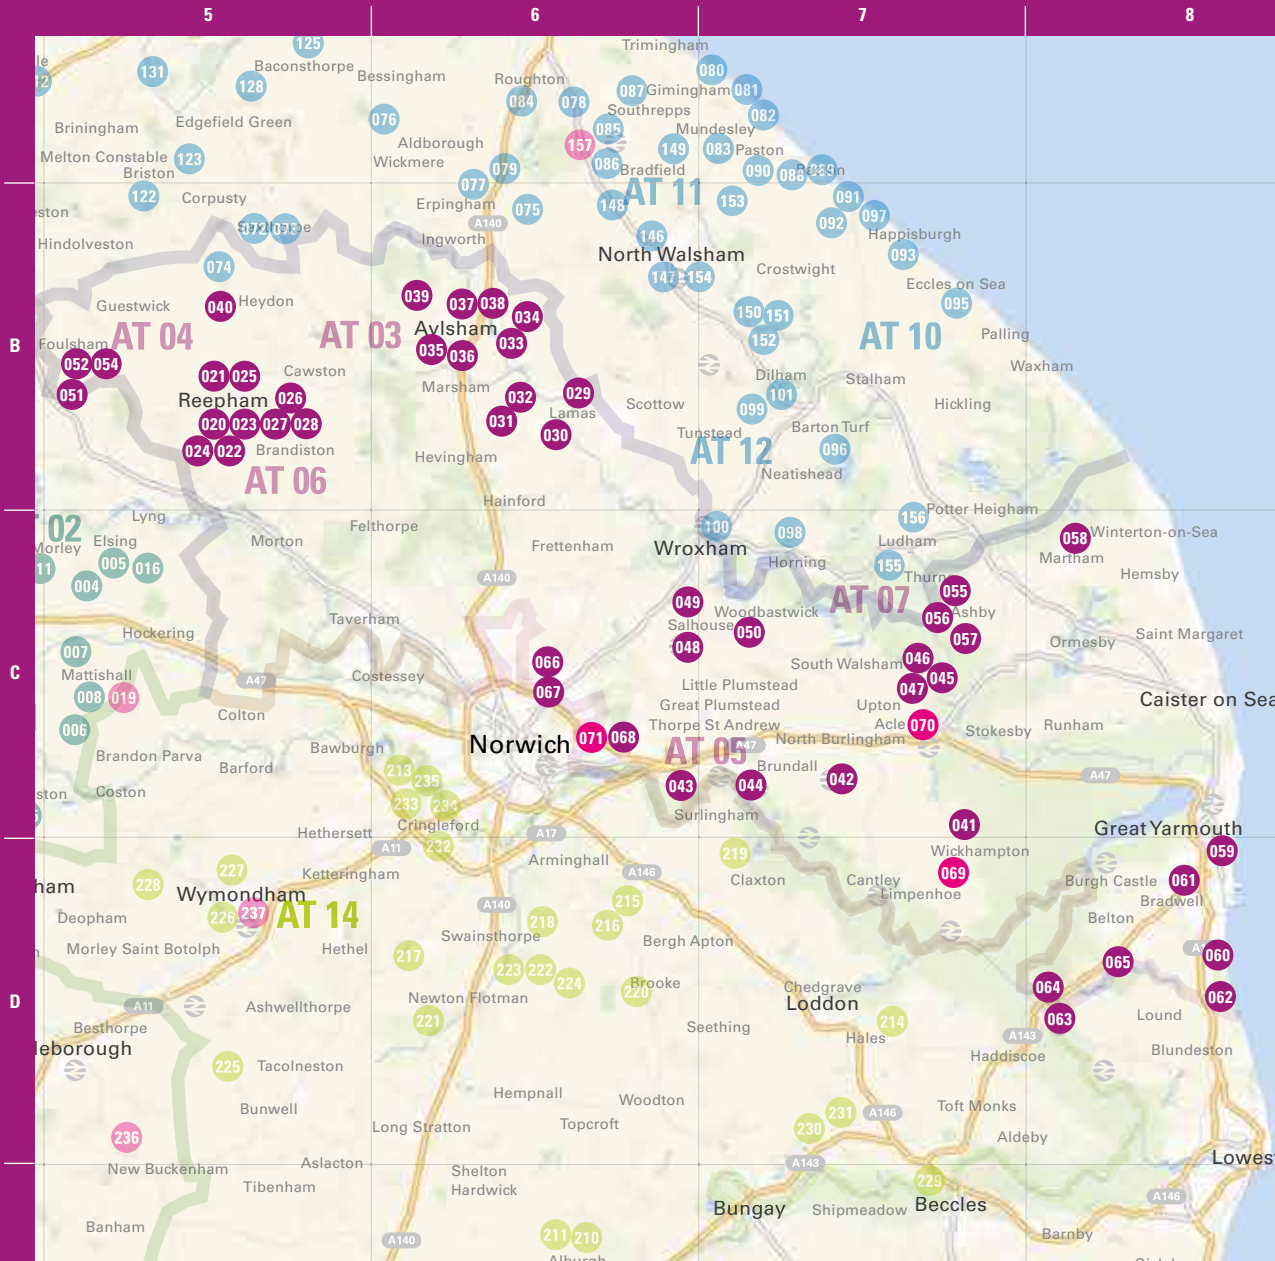 5 6 7 8
Trimingham
125
Baconsthorpe
131
128
Bessingham
Roughton
080
087 Gimingham 081
084 078
Southrepps
082
076
Briningham
Edgefield Green
085
Mundesley
Aldborough
157
149 083 Paston
Melton Constable 123
Wickmere
086 Bradfield
Briston
079
090 088
077
AT 11
122
Corpusty
Erpingham 075
148
153
091
097
A140
092
Happisburgh
Hindolveston
Ingworth
146
North Walsham
093
074
Crostwight
147 154
Eccles on Sea
Guestwick 040 Heydon
039
037 038
095
150 151
034
AT 04 AT 03 Aylsham
AT 10
Palling
B
Foulsham
035 036 033
152
052 054
Cawston
Waxham
021 025
Marsham
Dilham
Stalham
051
026
032 029
101
Reepham
Lamas
Scottow
099
Hickling
020 023 027 028
031
030
Tunstead
Barton Turf
024 022 Brandiston
Hevingham
AT 12
096
AT 06
Neatishead
Hainford
02
Lyng
Felthorpe
100
098
156 Potter Heigham
Morley
Elsing
Morton
Frettenham
Wroxham
Ludham
058 Winterton-on-Sea
11 005 016
Horning
155
Martham
004
A140
Thurne
Hemsby
049
Woodbastwick
AT 07
055
Taverham
Salhouse 050
056 Ashby
Hockering
048
057
Ormesby
Saint Margaret
007
066
South Walsham 046
C
Mattishall
Costessey
045
A47
067
Little Plumstead
047
008 019
Great Plumstead
Upton
Caister on Sea
Colton
Thorpe St Andrew
Acle 070
006
071 068
A47 North Burlingham
Stokesby
Runham
Norwich
AT 05
Bawburgh
Brandon Parva
Barford
213
Brundall
A47
235
043 044 042
Coston
233 234
Surlingham
Cringleford
041
Hethersett
A17
Great Yarmouth
A11 232
219
Wickhampton
059
227
Arminghall
228
Ketteringham
A146
Claxton
Cantley 069
Burgh Castle 061
Wymondham
215
Limpenhoe
Bradwell
Deopham
226 237 AT 14
A140
218 216
Belton
Swainsthorpe
Bergh Apton
Morley Saint Botolph
Hethel
217
060
065
223 222
224 220 Brooke
Chedgrave
064
D
Newton Flotman
Loddon
062
A11
Ashwellthorpe
221
Seething
214
063
Lound
Besthorpe
Hales
A143
leborough
Haddiscoe
Blundeston
225 Tacolneston
Hempnall
Woodton
Bunwell
231 A146
Toft Monks
236
Long Stratton
Topcroft
230
Aldeby
New Buckenham
Aslacton
Shelton
A143
Lowes
Tibenham
Hardwick
229
A146
Bungay
Shipmeadow
Beccles
Banham
211 210
Barnby
A140